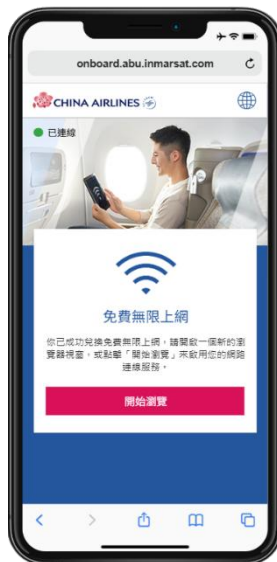 onboard.abu.inmarsat.com
CHINA AIRLINES
已連線
免費無限上網
你已成功兌換免費無限上網，請開啟一個新的瀏
覽器視窗，或點擊「開始瀏覽」來啟用您的網路
連線服務。
開始瀏覽